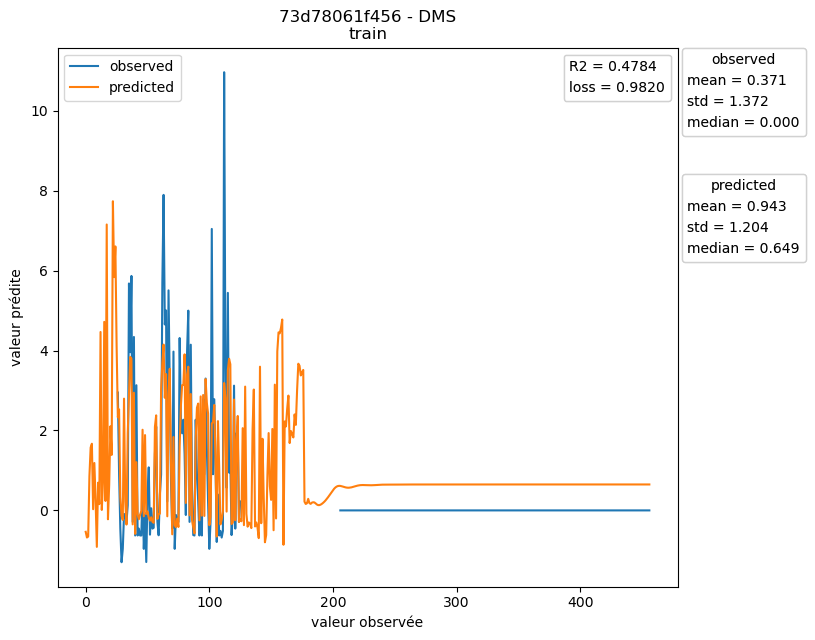 73d78061f456 - DMS
train
observed
predicted
R2 = 0.4784
loss = 0.9820
observed
mean = 0.371
std = 1.372
median = 0.000
predicted
mean = 0.943
std = 1.204
median = 0.649
valeur prédite
10
8
6
4
2
0
0
100
200
300
400
valeur observée